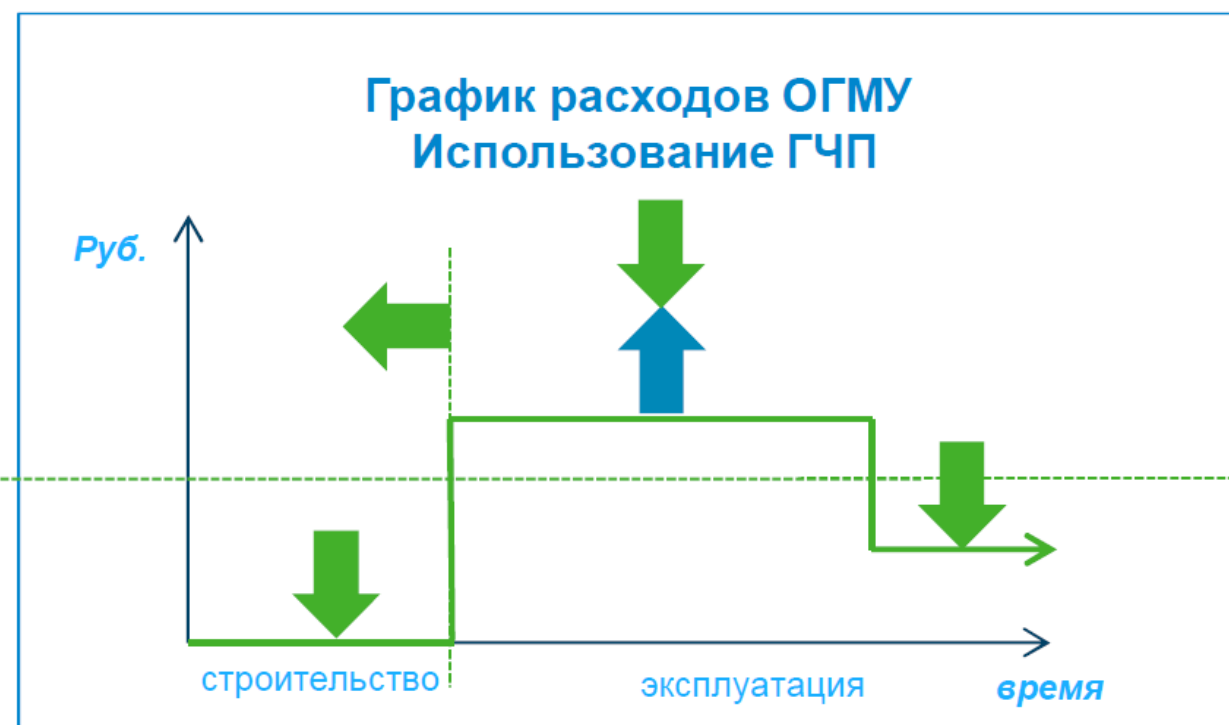 График расходов ОГМУ
Использование ГЧП
Руб.
строительство
эксплуатация
время